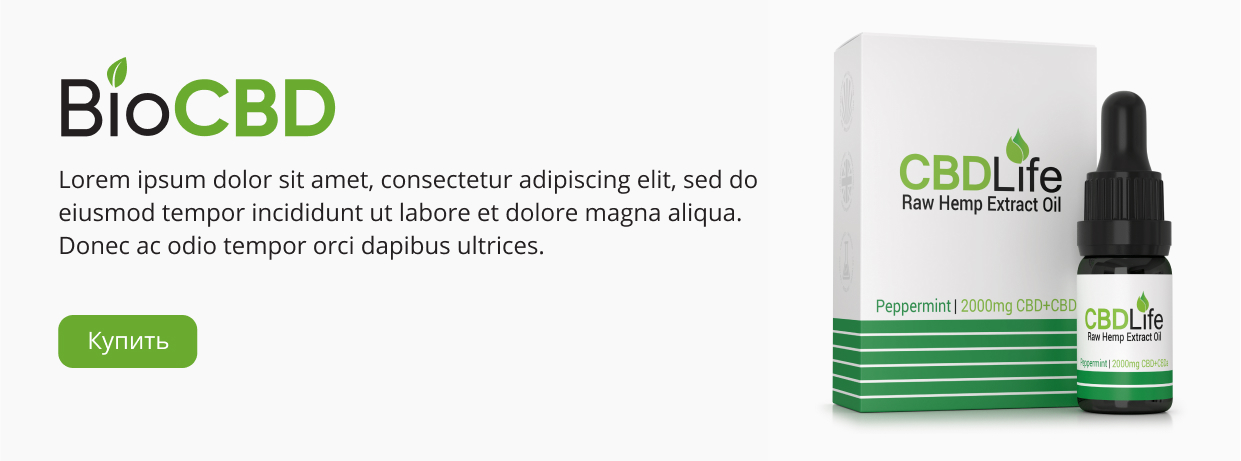 BioCBD
Lorem ipsum dolor sit amet, consectetur adipiscing elit, sed do
eiusmod tempor incididunt ut labore et dolore magna aliqua.
Donec ac odio tempor orci dapibus ultrices.
Купить
CBDLife
Raw Hemp Extract Oil
Peppermint | 2000mg CBD+CBD
CBDLife
Raw Hemp Extract Oil
Peppermint | 2000mg CBD+CBDa